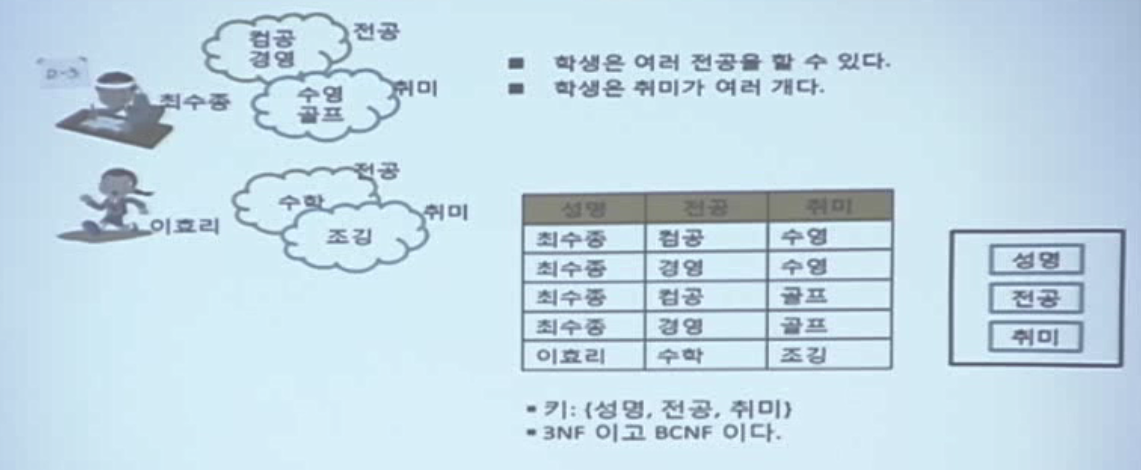 컴공
경영
전공
D-3
수영
골프
취미
최수종
■ 학생은 여러 전공을 할 수 있다.
■ 학생은 취미가 여러 개다.
전공
수학
취미
조깅
이효리
성명 전공 취미
최수종 컴공 수영
최수종 경영 수영
최수종 컴공 골프
최수종 경영 골프
이효리 수학 조깅
성명
전공
취미
▪ 키: {성명, 전공, 취미}
▪ 3NF 이고 BCNF 이다.